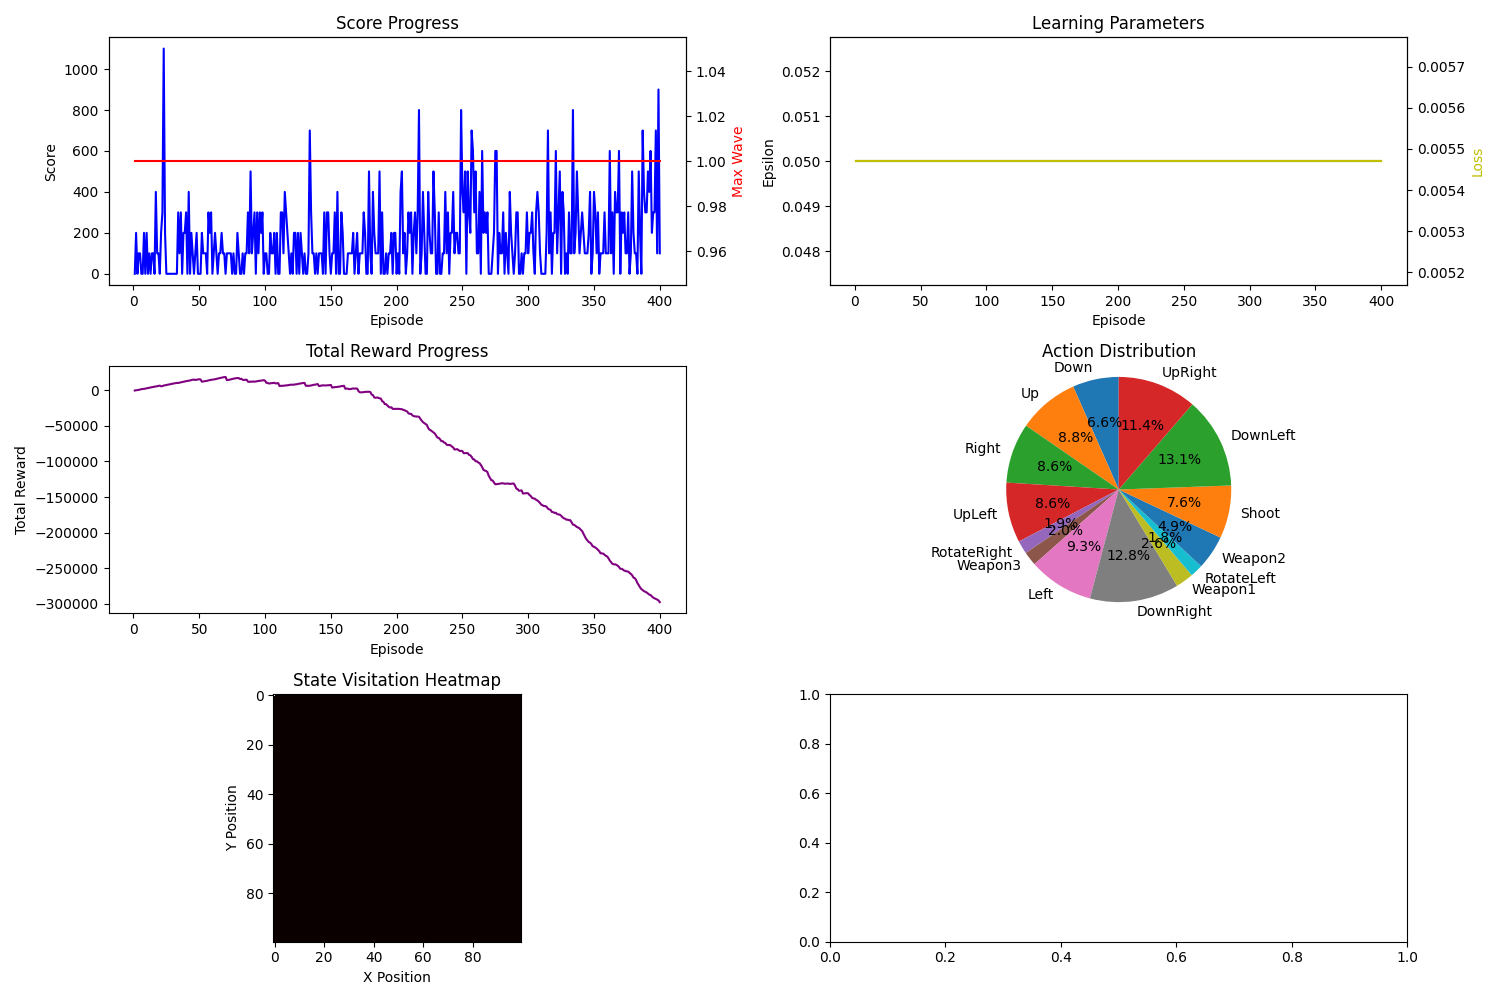 Score Progress
1000
800
600
400
200
0
Score
1.04
1.02
1.00
0.98
0.96
Max Wave
0 50 100 150 200 250 300 350 400
Episode
Learning Parameters
0.052
0.051
0.050
0.049
0.048
Epsilon
0.0057
0.0056
0.0055
0.0054
0.0053
0.0052
Loss
0 50 100 150 200 250 300 350 400
Episode
Total Reward Progress
0
−50000
−100000
−150000
−200000
−250000
−300000
Total Reward
0 50 100 150 200 250 300 350 400
Episode
Action Distribution
Down
6.6%
Up
8.8%
Right
8.6%
UpLeft
8.6%
RotateRight
1.9%
Weapon3
2.0%
Left
9.3%
DownRight
12.8%
Weapon1
2.6%
RotateLeft
1.8%
Weapon2
4.9%
Shoot
7.6%
DownLeft
13.1%
UpRight
11.4%
State Visitation Heatmap
0
20
40
60
80
Y Position
0 20 40 60 80
X Position
1.0
0.8
0.6
0.4
0.2
0.0
0.0 0.2 0.4 0.6 0.8 1.0